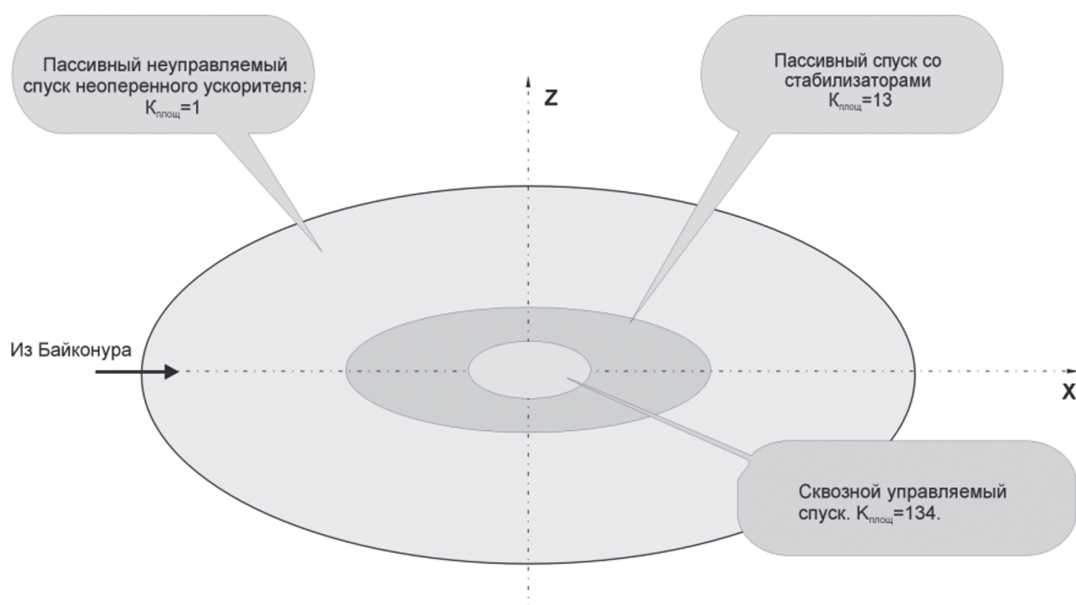 Пассивный неуправляемый
спуск неоперенного ускорителя:
Кплощ=1
Пассивный спуск со
стабилизаторами
Кплощ=13
Z
Из Байконура
X
Сквозной управляемый
спуск. Кплощ=134.